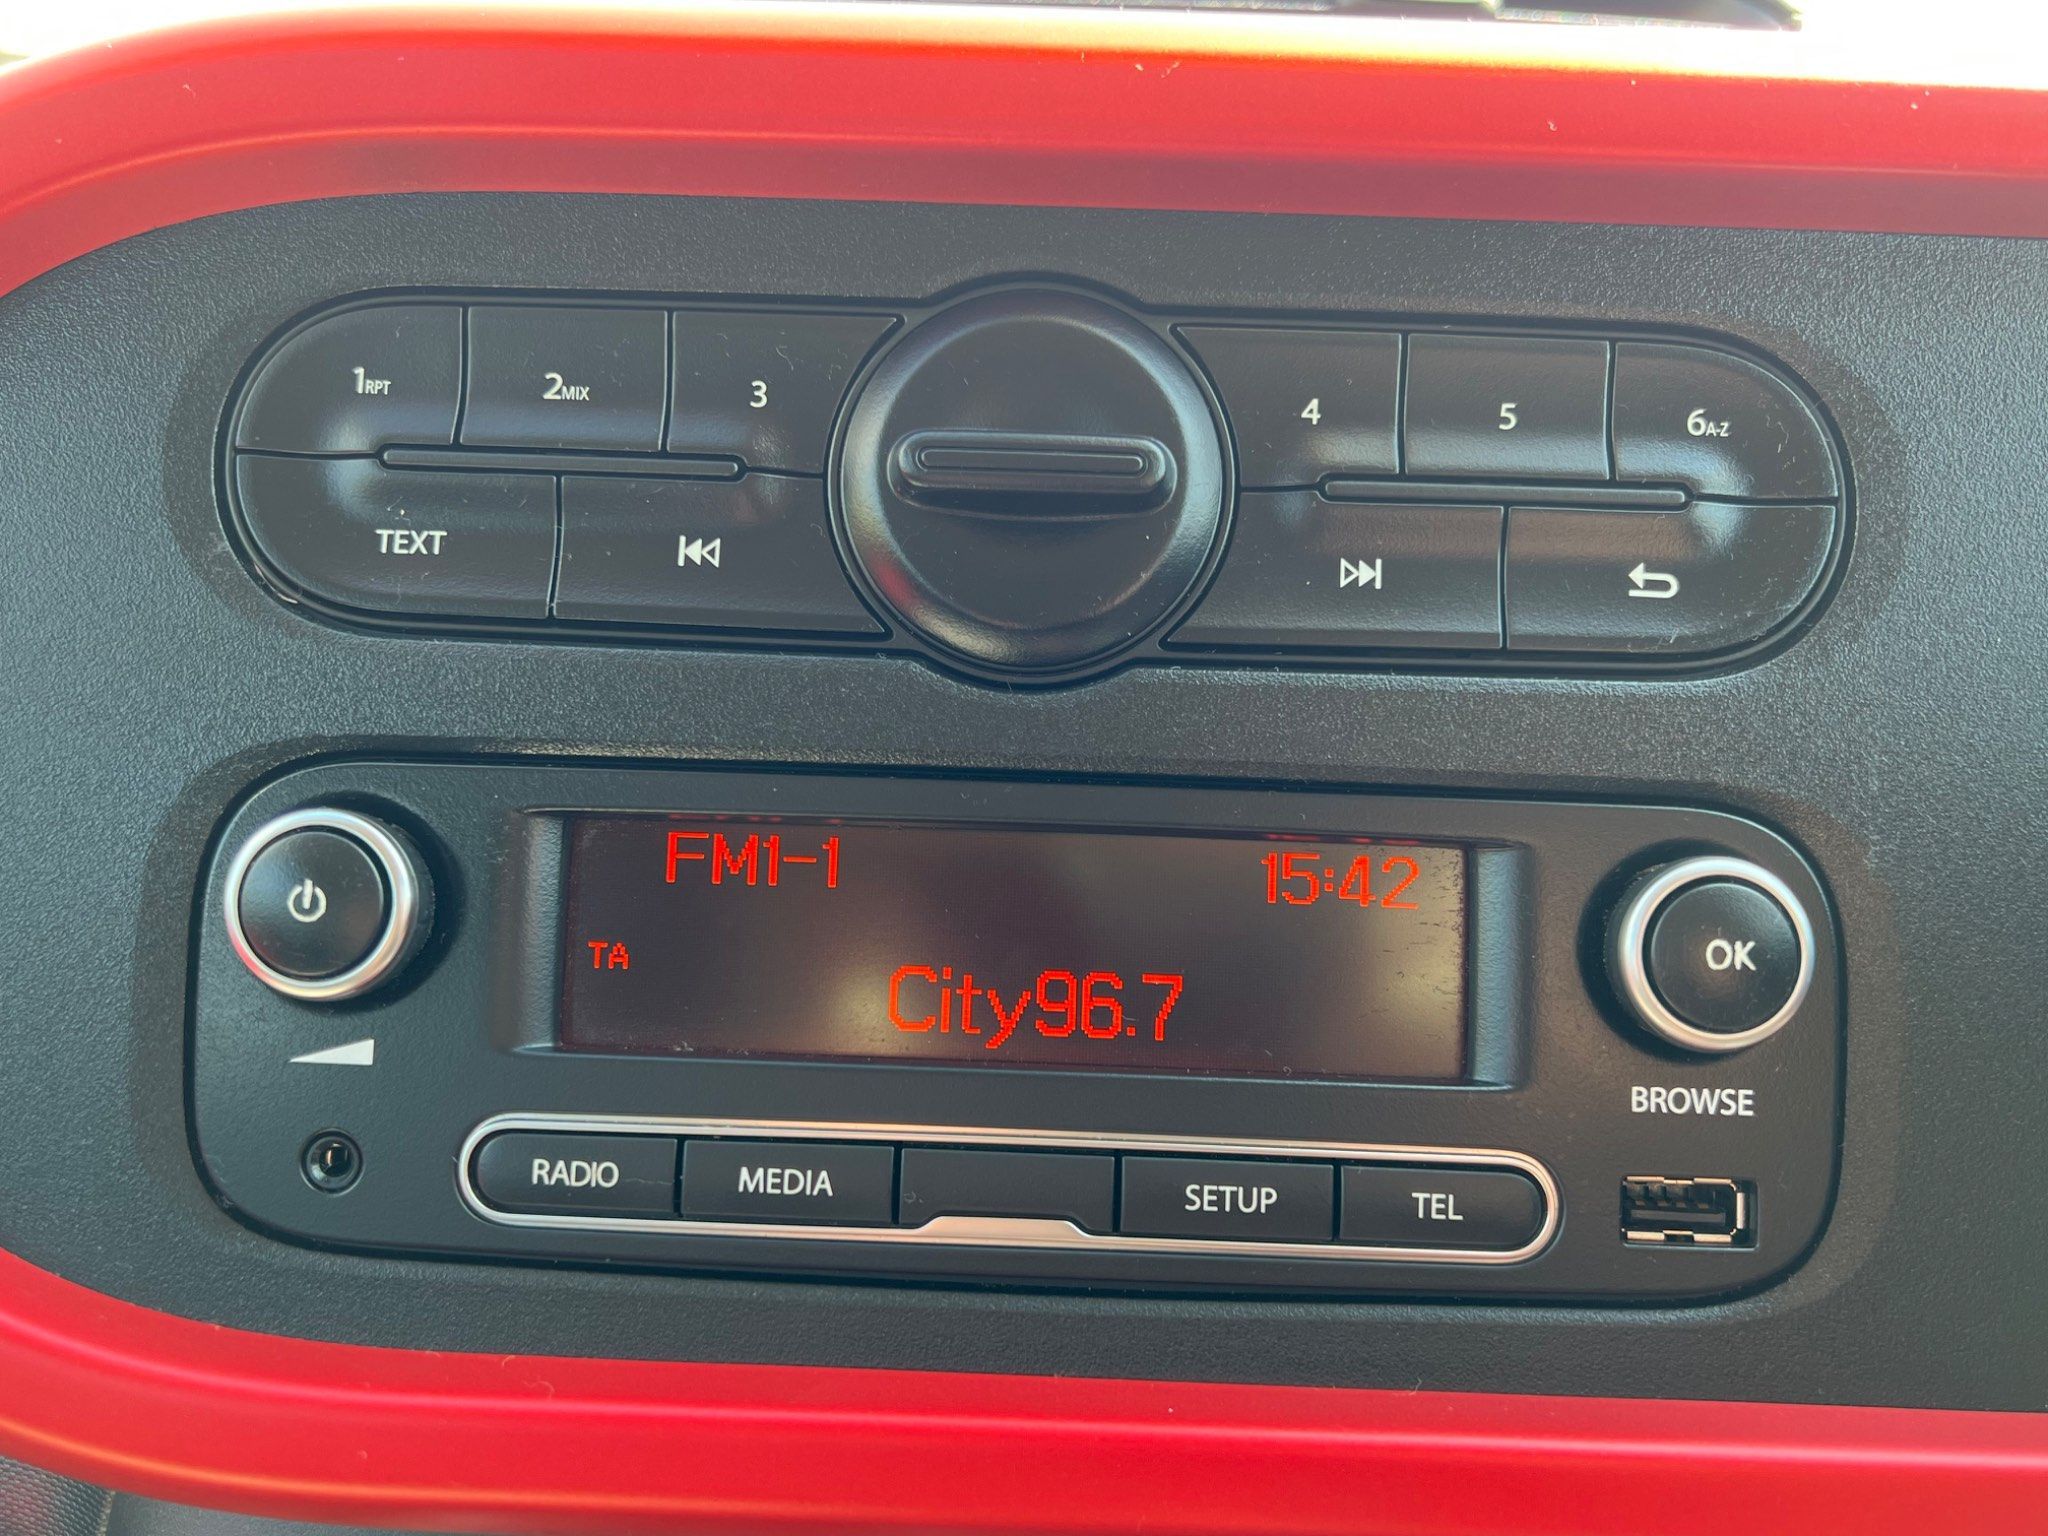 1RPT 2MIX 3 4 5 6A-Z
TEXT
FM1-1 15:42
TA
City96.7
OK
BROWSE
RADIO MEDIA SETUP TEL